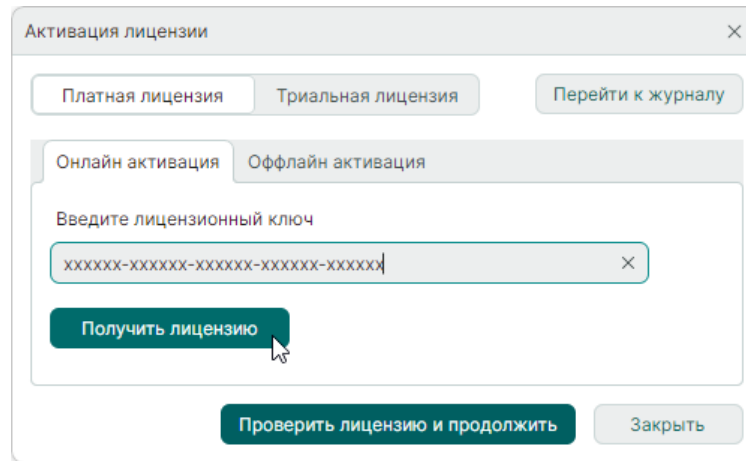 Активация лицензии
Платная лицензия Триальная лицензия Перейти к журналу
Онлайн активация Оффлайн активация
Введите лицензионный ключ
xxxxxx-xxxxxx-xxxxxx-xxxxxx-xxxxxx
Получить лицензию
Проверить лицензию и продолжить Закрыть